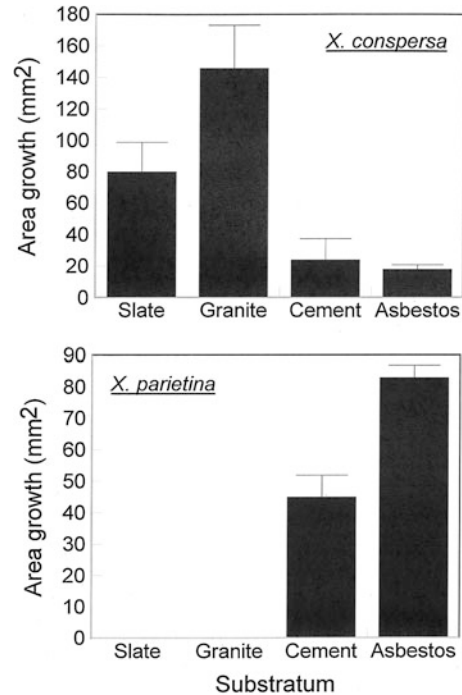 180
160
140
120
100
80
60
40
20
0
Area growth (mm2)
X. conspersa
Slate Granite Cement Asbestos
90
80
70
60
50
40
30
20
10
0
Area growth (mm2)
X. parietina
Slate Granite Cement Asbestos
Substratum